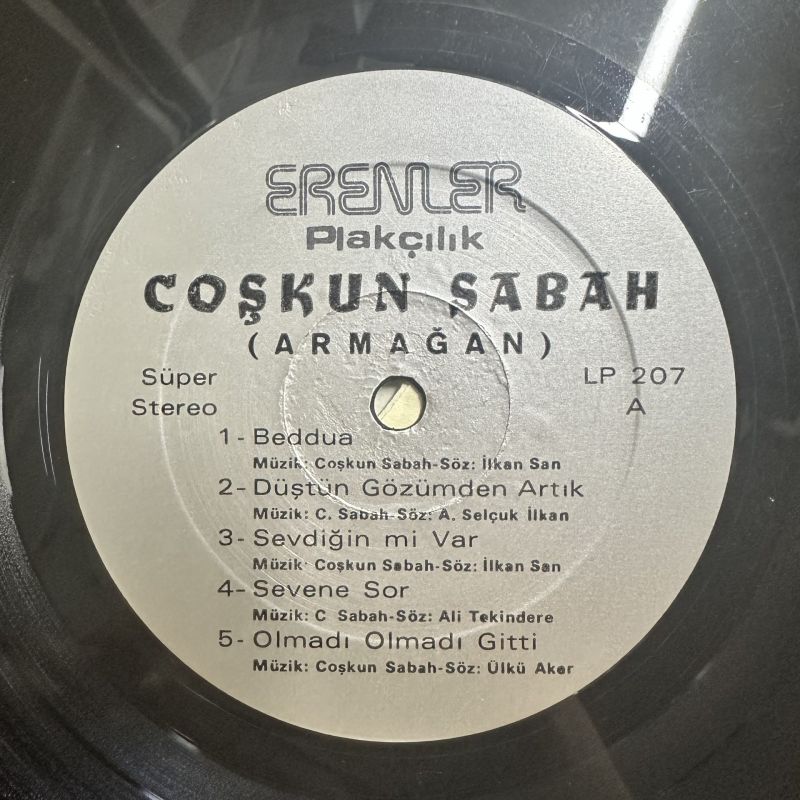 ERENLER
Plakçılık
COŞKUN ŞABAH
(ARMAĞAN)
Süper LP 207
Stereo A
1- Beddua
Müzik: Coşkun Sabah-Söz: İlkan San
2- Düştün Gözümden Artık
Müzik: C. Sabah-Söz: A. Selçuk İlkan
3- Sevdiğin mi Var
Müzik: Coşkun Sabah-Söz: İlkan San
4- Sevene Sor
Müzik: C Sabah-Söz: Ali Tekindere
5- Olmadı Olmadı Gitti
Müzik: Coşkun Sabah-Söz: Ülkü Aker